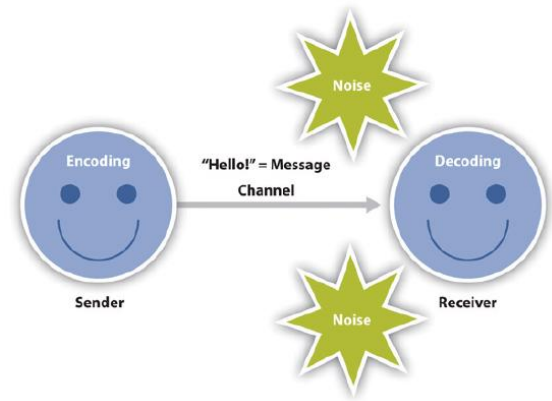 Noise
Encoding
"Hello!" = Message
Channel
Decoding
Sender
Noise
Receiver